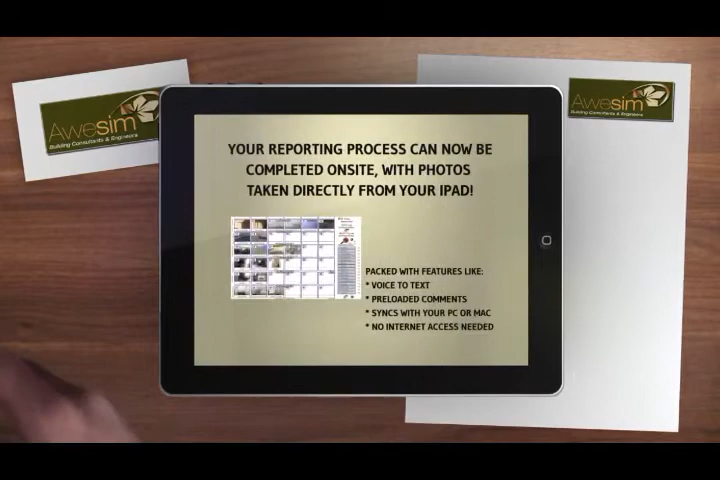 Awesim
Building Consultants & Engineers
Awesim
Building Consultants & Engineers
YOUR REPORTING PROCESS CAN NOW BE
COMPLETED ONSITE, WITH PHOTOS
TAKEN DIRECTLY FROM YOUR IPAD!
PACKED WITH FEATURES LIKE:
* VOICE TO TEXT
* PRELOADED COMMENTS
* SYNCS WITH YOUR PC OR MAC
* NO INTERNET ACCESS NEEDED